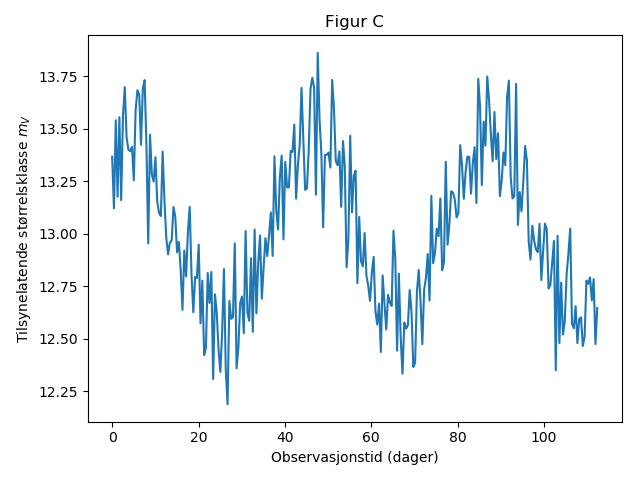 Figur C
Tilsynelatende størrelsklasse $m_V$
13.75
13.50
13.25
13.00
12.75
12.50
12.25
0 20 40 60 80 100
Observasjonstid (dager)